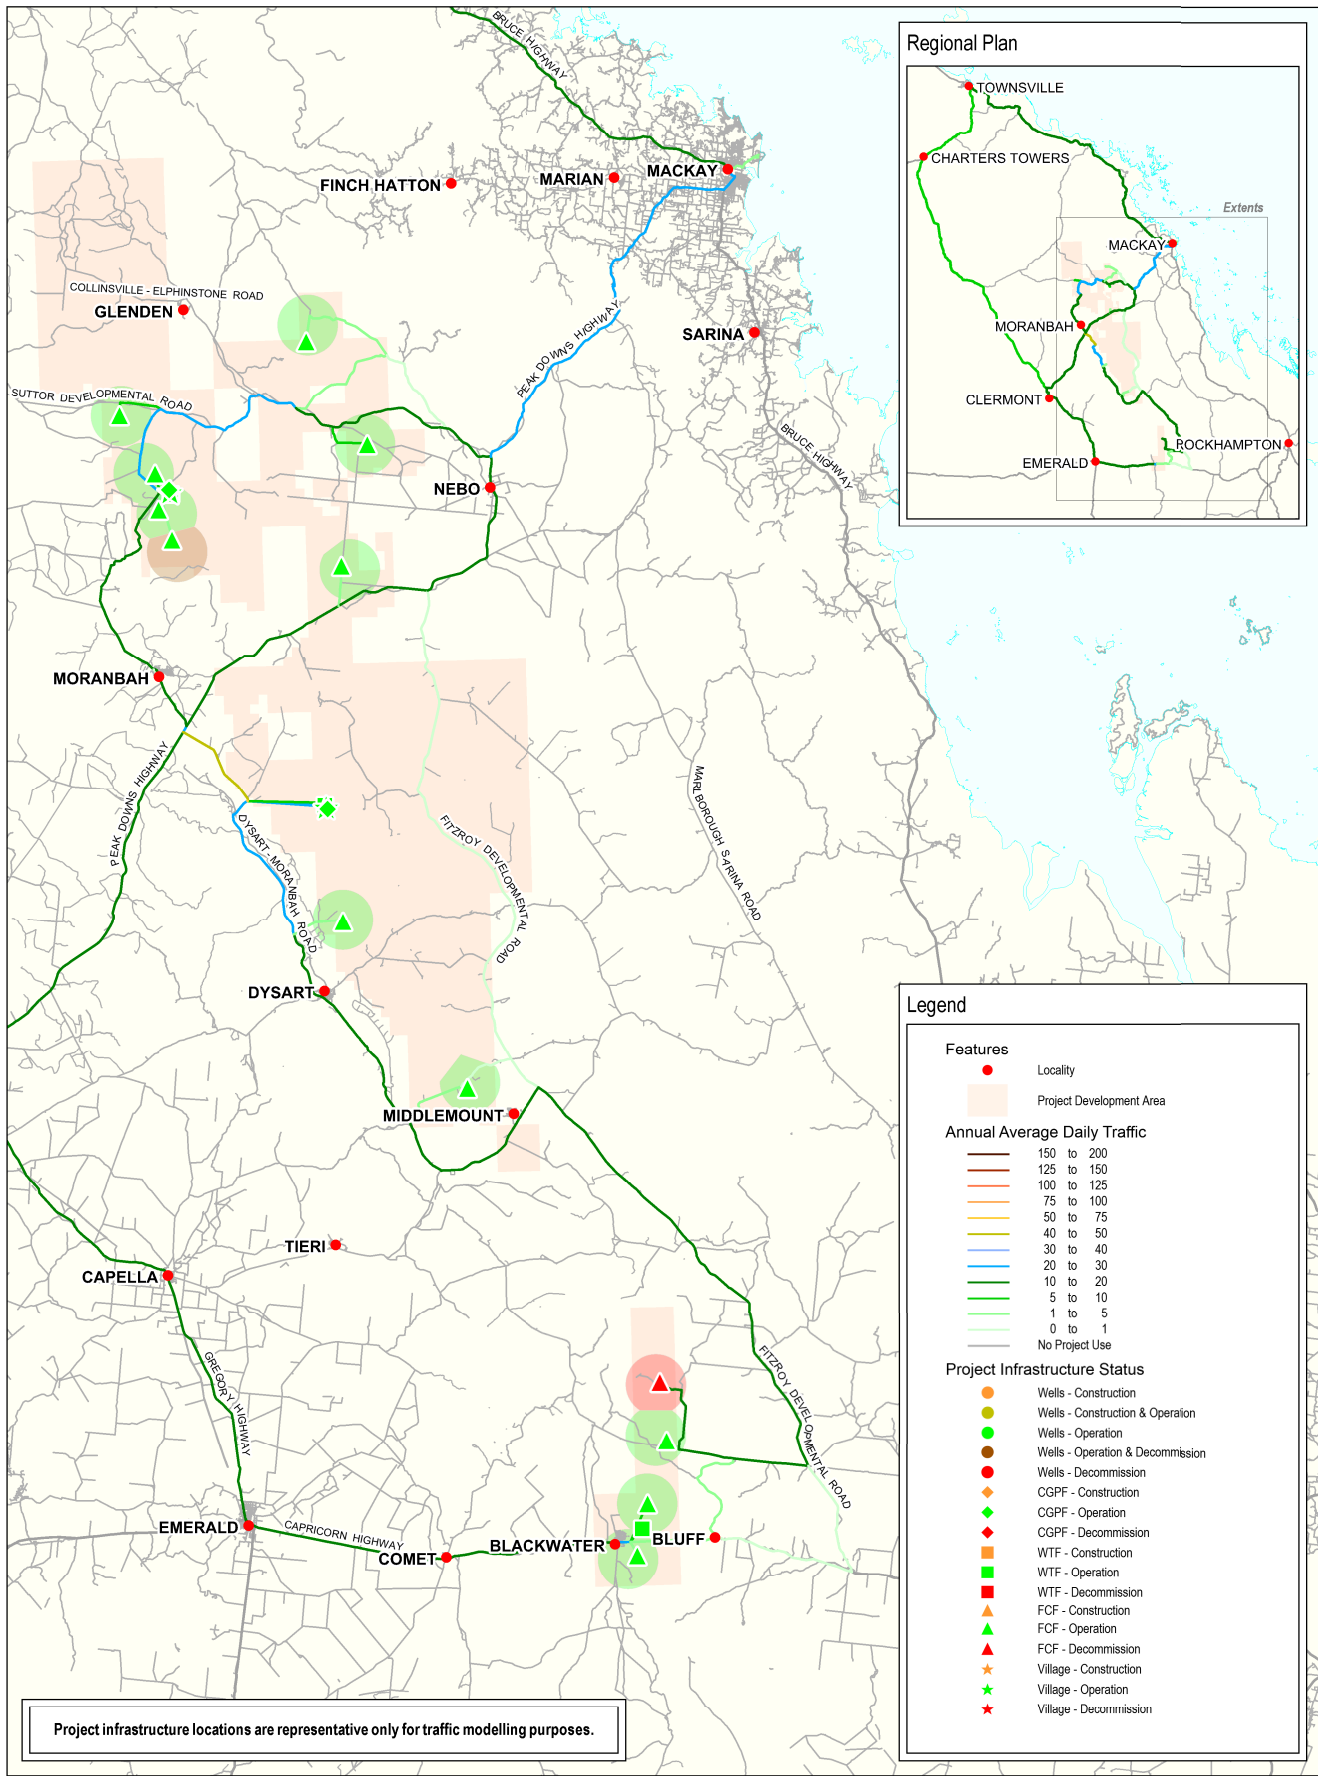 Regional Plan
TOWNSVILLE
CHARTERS TOWERS
Extents
MACKAY
MORANBAH
CLERMONT
ROCKHAMPTON
EMERALD
BRUCE HIGHWAY
FINCH HATTON
MARIAN
MACKAY
COLLINSVILLE - ELPHINSTONE ROAD
GLENDEN
SARINA
PEAK DOWNS HIGHWAY
SUTTOR DEVELOPMENTAL ROAD
BRUCE HIGHWAY
NEBO
MORANBAH
PEAK DOWNS HIGHWAY
DYSART - MORANBAH ROAD
FITZROY DEVELOPMENTAL ROAD
MARLBOROUGH SARINA ROAD
DYSART
MIDDLEMOUNT
TIERI
CAPELLA
GREGORY HIGHWAY
FITZROY DEVELOPMENTAL ROAD
EMERALD
CAPRICORN HIGHWAY
COMET
BLACKWATER
BLUFF
Legend
Features
Locality
Project Development Area
Annual Average Daily Traffic
150 to 200
125 to 150
100 to 125
75 to 100
50 to 75
40 to 50
30 to 40
20 to 30
10 to 20
5 to 10
1 to 5
0 to 1
No Project Use
Project Infrastructure Status
Wells - Construction
Wells - Construction & Operation
Wells - Operation
Wells - Operation & Decommission
Wells - Decommission
CGPF - Construction
CGPF - Operation
CGPF - Decommission
WTF - Construction
WTF - Operation
WTF - Decommission
FCF - Construction
FCF - Operation
FCF - Decommission
Village - Construction
Village - Operation
Village - Decommission
Project infrastructure locations are representative only for traffic modelling purposes.